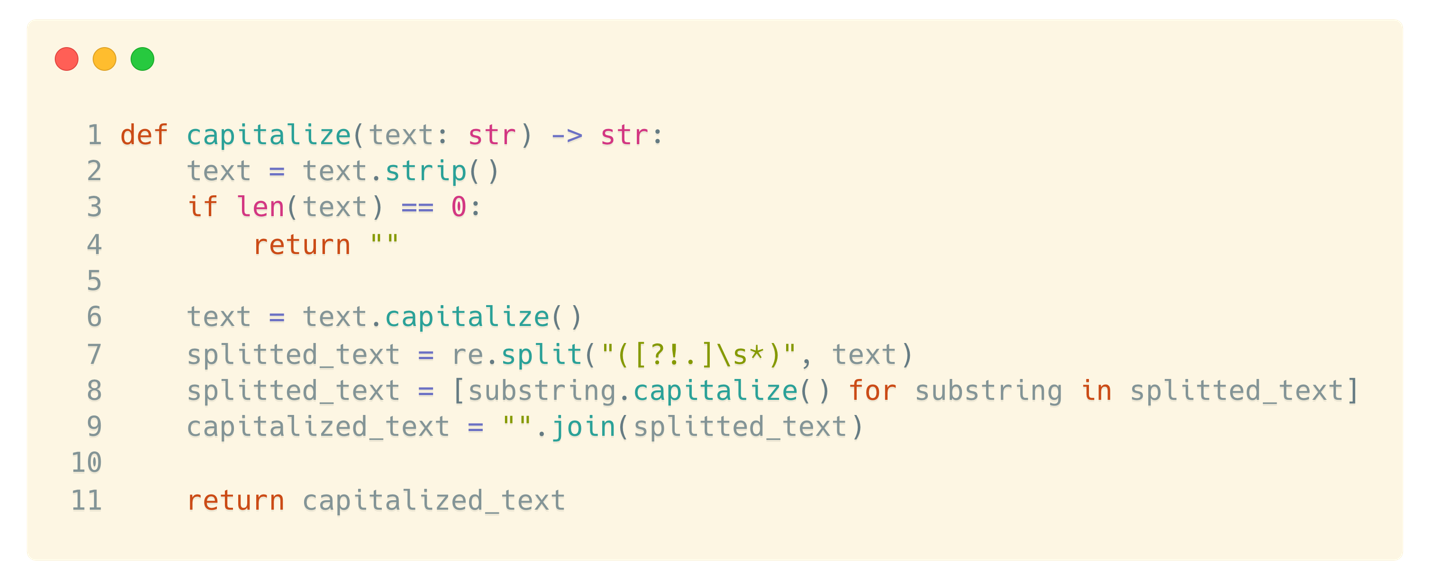 1 def capitalize(text: str) -> str:
2     text = text.strip()
3     if len(text) == 0:
4         return ""
5
6     text = text.capitalize()
7     splitted_text = re.split("([?!.]\s*)", text)
8     splitted_text = [substring.capitalize() for substring in splitted_text]
9     capitalized_text = "".join(splitted_text)
10
11     return capitalized_text